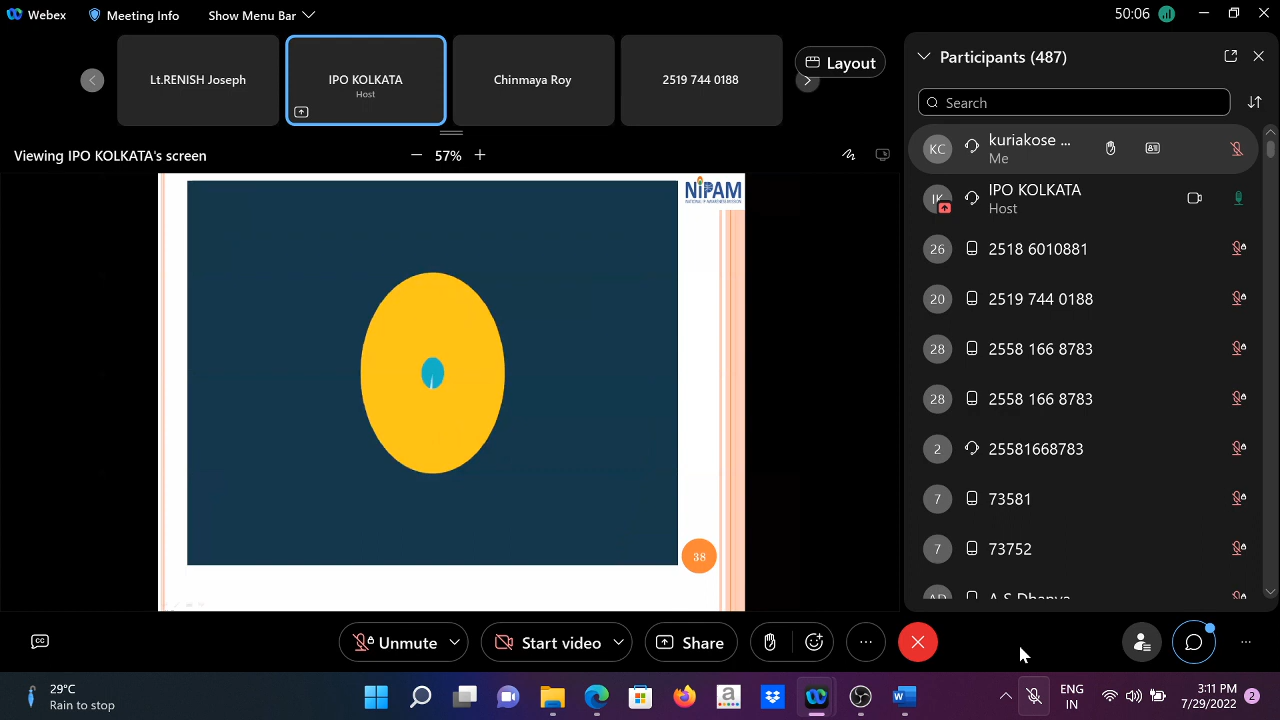 Webex
Meeting Info
Show Menu Bar
50:06
Lt.RENISH Joseph
IPO KOLKATA
Host
Chinmaya Roy
2519 744 0188
Layout
Viewing IPO KOLKATA's screen
57%
NIPAM
38
Participants (487)
Search
KC
kuriakose ...
Me
IK
IPO KOLKATA
Host
26
2518 6010881
20
2519 744 0188
28
2558 166 8783
28
2558 166 8783
2
25581668783
7
73581
7
73752
AD
A S Dhanya
CC
Unmute
Start video
Share
29°C
Rain to stop
ENG
IN
3:11 PM
7/29/2022
2